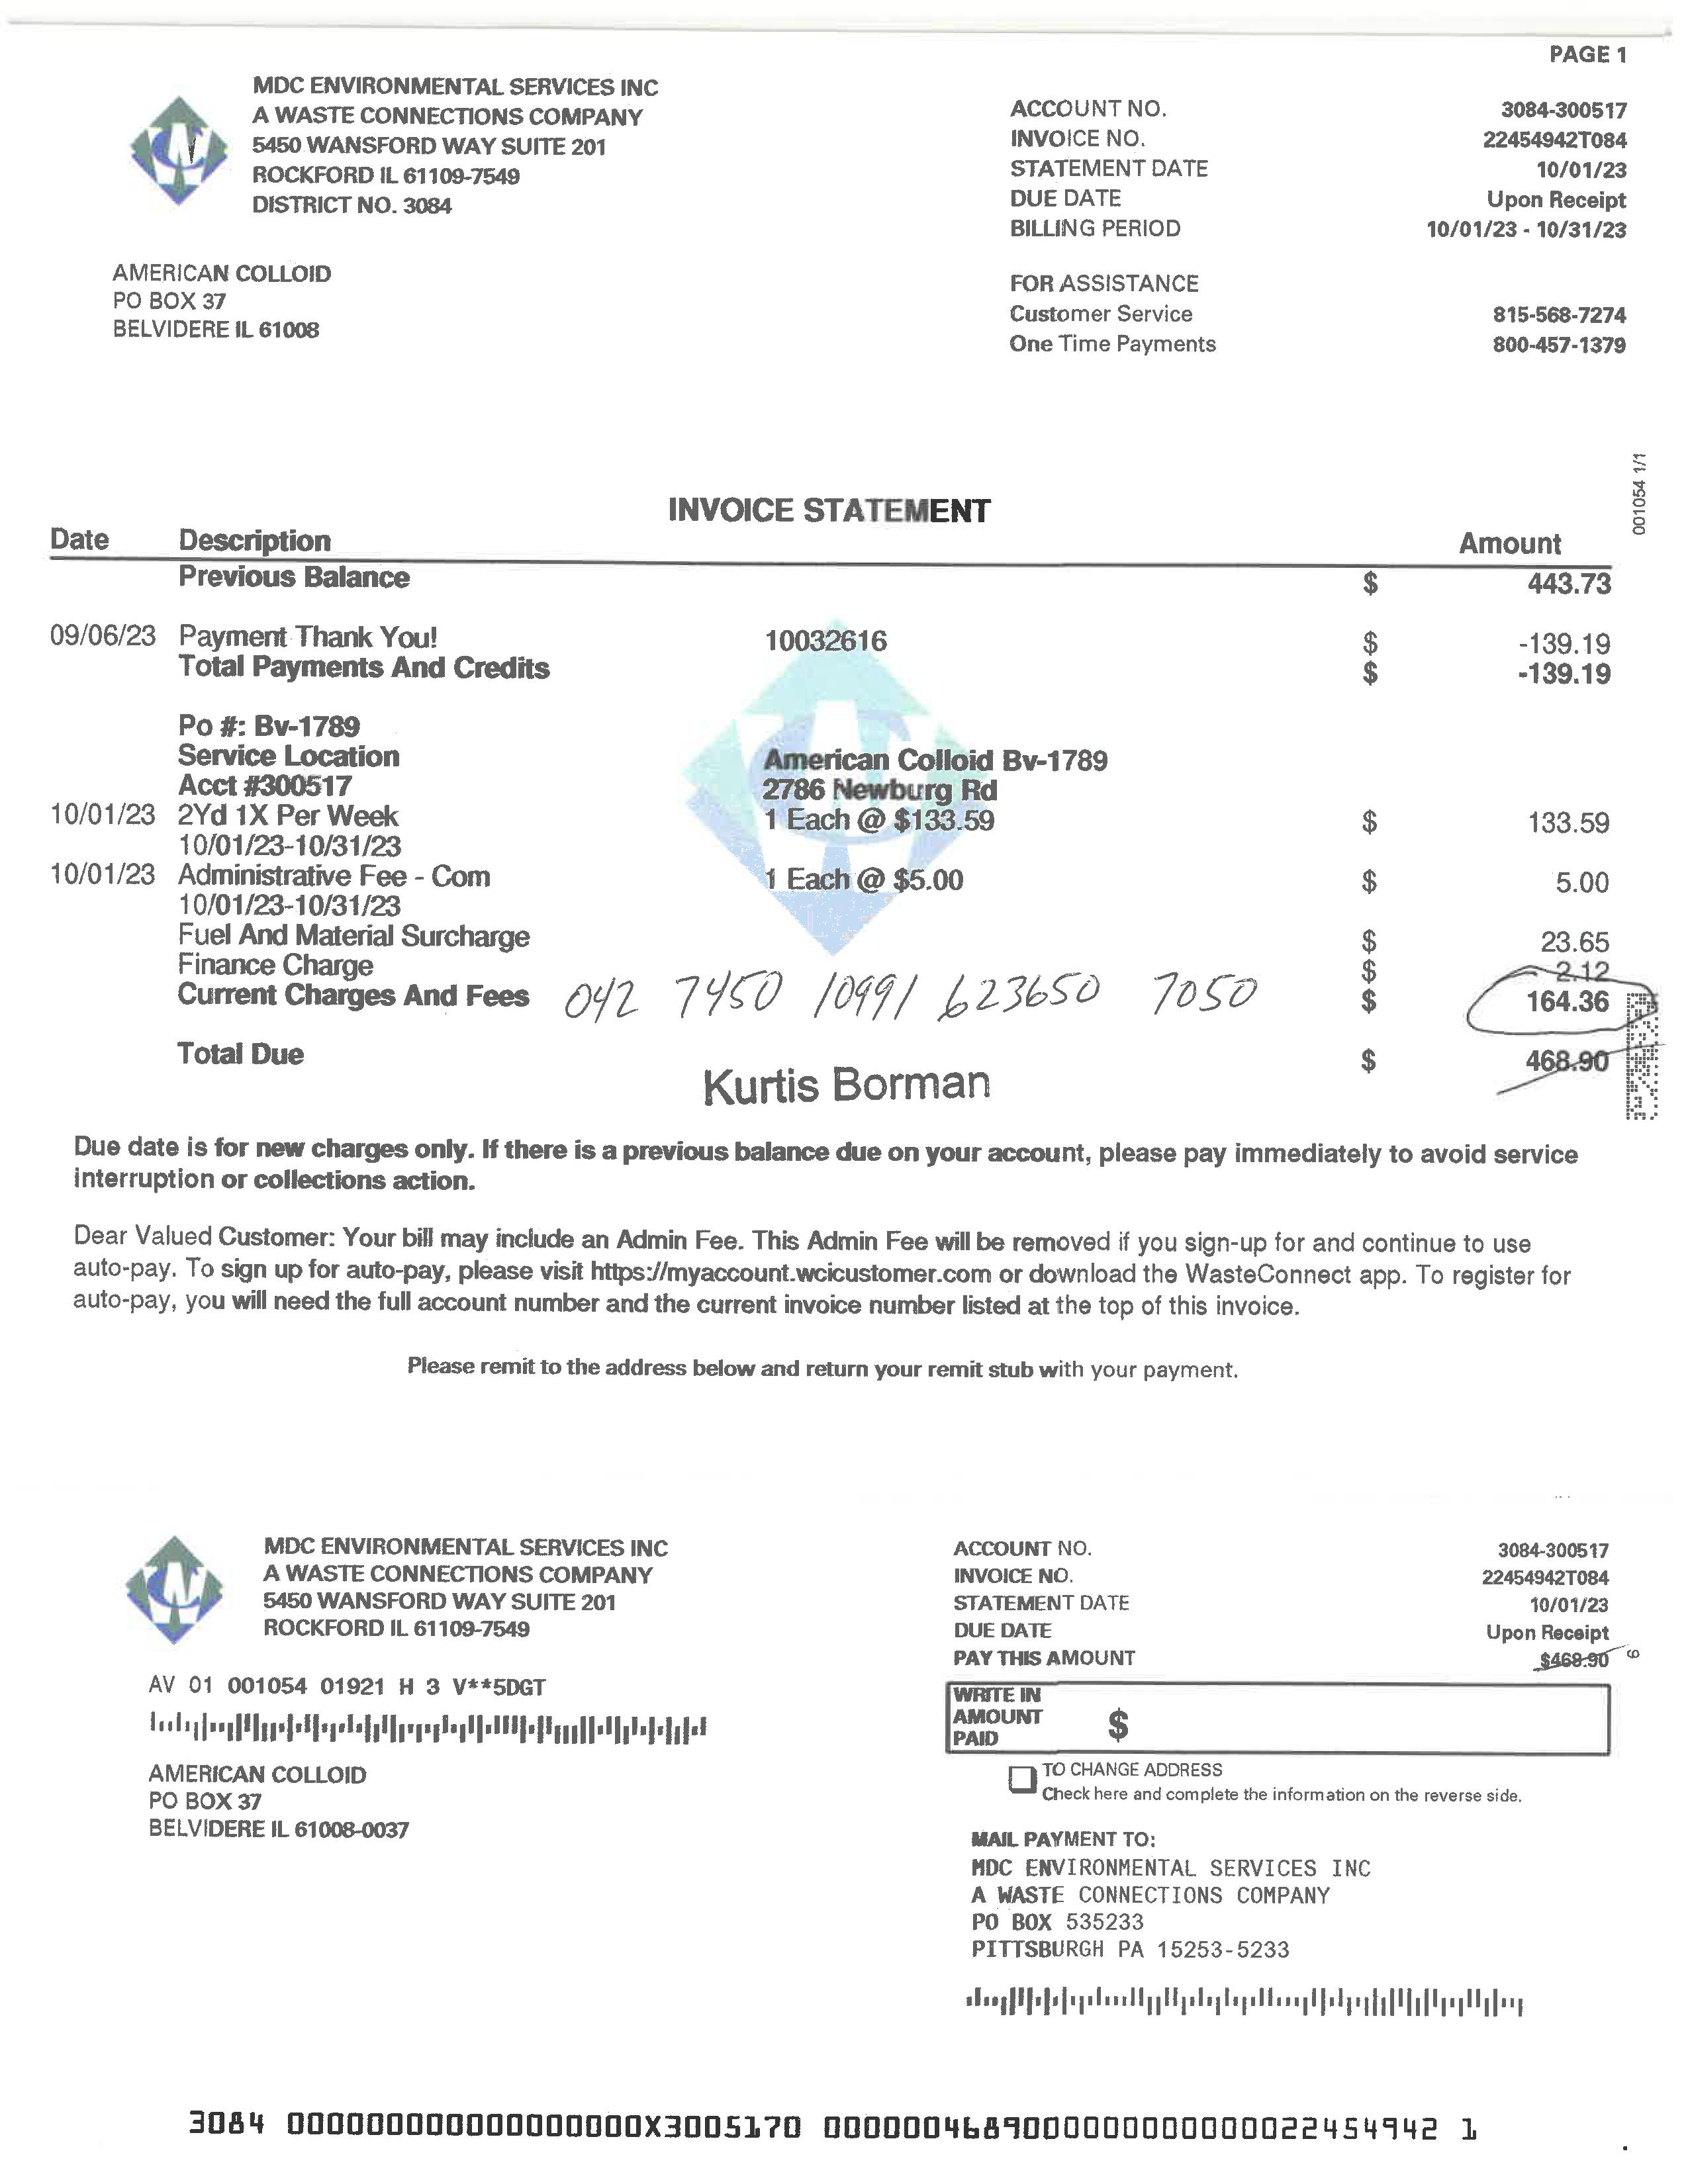 PAGE 1
MDC ENVIRONMENTAL SERVICES INC
A WASTE CONNECTIONS COMPANY
5450 WANSFORD WAY SUITE 201
ROCKFORD IL 61109-7549
DISTRICT NO. 3084
ACCOUNT NO. 3084-300517
INVOICE NO. 22454942T084
STATEMENT DATE 10/01/23
DUE DATE Upon Receipt
BILLING PERIOD 10/01/23 - 10/31/23
AMERICAN COLLOID
PO BOX 37
BELVIDERE IL 61008
FOR ASSISTANCE
Customer Service 815-568-7274
One Time Payments 800-457-1379
001054 1/1
INVOICE STATEMENT
Date Description Amount
Previous Balance $ 443.73
09/06/23 Payment Thank You! 10032616 $ -139.19
Total Payments And Credits $ -139.19
Po #: Bv-1789
Service Location American Colloid Bv-1789
Acct #300517 2786 Newburg Rd
10/01/23 2Yd 1X Per Week 1 Each @ $133.59 $ 133.59
10/01/23-10/31/23
10/01/23 Administrative Fee - Com 1 Each @ $5.00 $ 5.00
10/01/23-10/31/23
Fuel And Material Surcharge $ 23.65
Finance Charge $ 2.12
Current Charges And Fees 042 7450 10991 623650 7050 $ 164.36
Total Due $ 468.90
Kurtis Borman
Due date is for new charges only. If there is a previous balance due on your account, please pay immediately to avoid service
interruption or collections action.
Dear Valued Customer: Your bill may include an Admin Fee. This Admin Fee will be removed if you sign-up for and continue to use
auto-pay. To sign up for auto-pay, please visit https://myaccount.wcicustomer.com or download the WasteConnect app. To register for
auto-pay, you will need the full account number and the current invoice number listed at the top of this invoice.
Please remit to the address below and return your remit stub with your payment.
MDC ENVIRONMENTAL SERVICES INC
A WASTE CONNECTIONS COMPANY
5450 WANSFORD WAY SUITE 201
ROCKFORD IL 61109-7549
ACCOUNT NO. 3084-300517
INVOICE NO. 22454942T084
STATEMENT DATE 10/01/23
DUE DATE Upon Receipt
PAY THIS AMOUNT $468.90
AV 01 001054 01921 H 3 V**5DGT
AMERICAN COLLOID
PO BOX 37
BELVIDERE IL 61008-0037
WRITE IN
AMOUNT $
PAID
TO CHANGE ADDRESS
Check here and complete the information on the reverse side.
MAIL PAYMENT TO:
MDC ENVIRONMENTAL SERVICES INC
A WASTE CONNECTIONS COMPANY
PO BOX 535233
PITTSBURGH PA 15253-5233